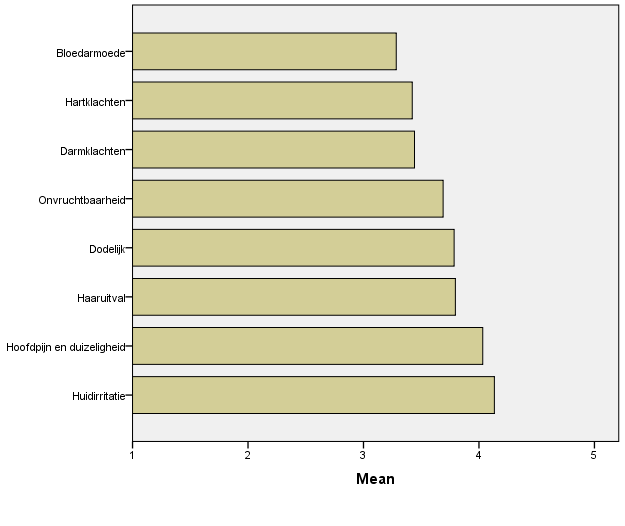 Bloedarmoede
Hartklachten
Darmklachten
Onvruchtbaarheid
Dodelijk
Haaruitval
Hoofdpijn en duizeligheid
Huidirritatie
1 2 3 4 5
Mean